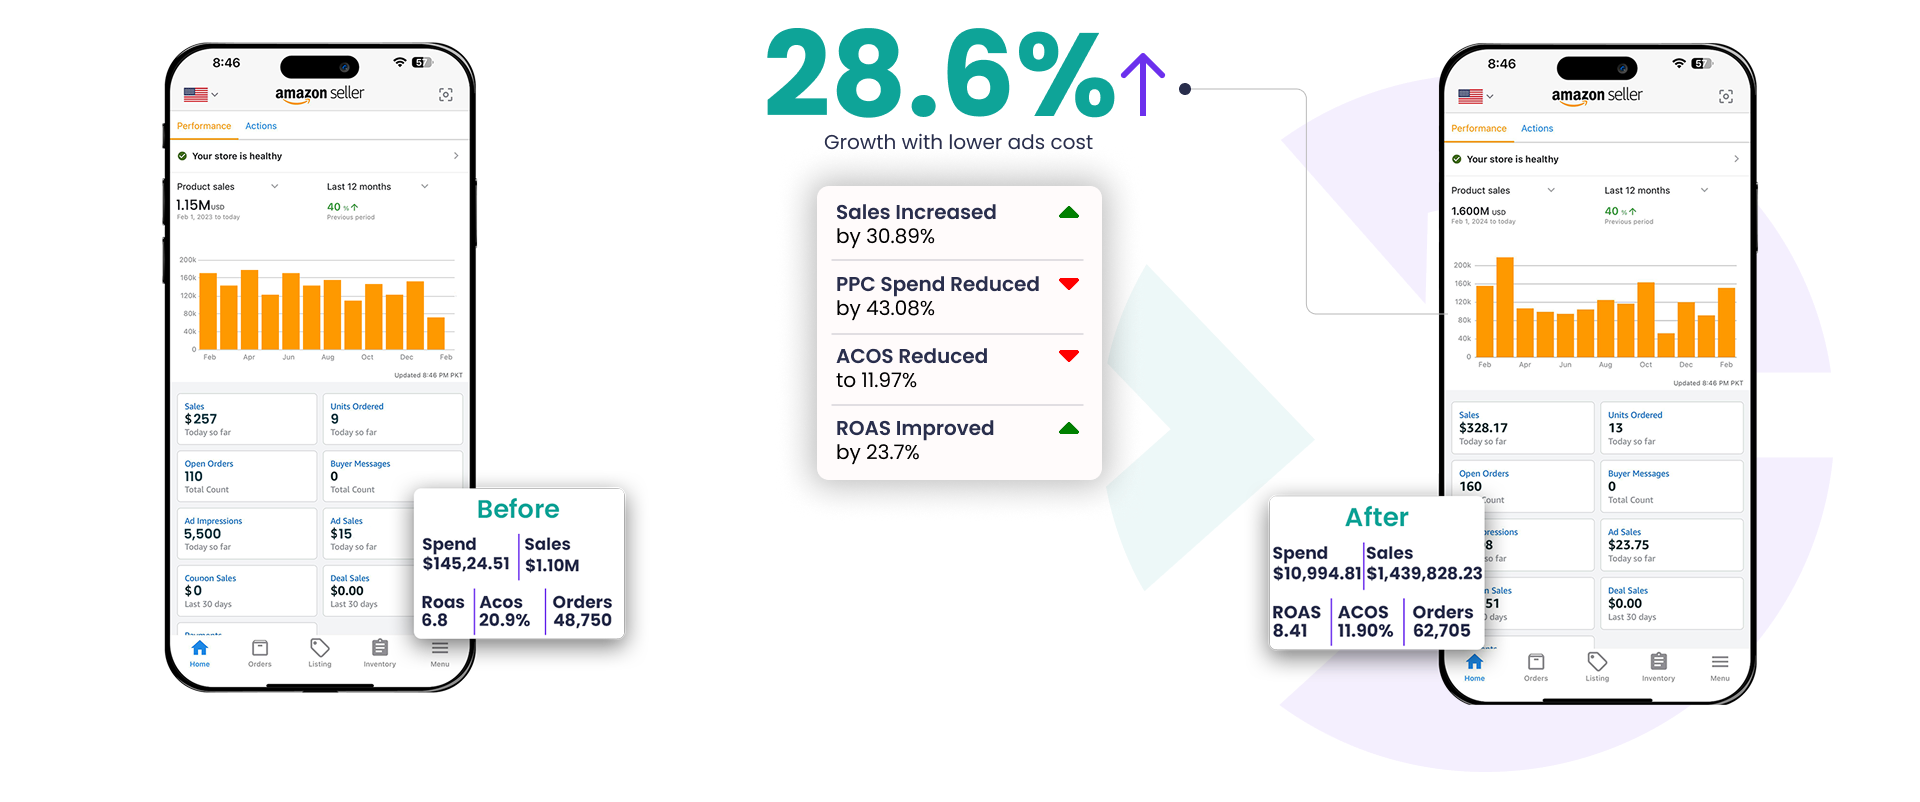 8:46
57
amazon seller
Performance Actions
Your store is healthy
Product sales Last 12 months
1.15M USD 40 %
Feb 1, 2023 to today Previous period
200k
160k
120k
80k
40k
0
Feb Apr Jun Aug Oct Dec Feb
Updated 8:46 PM PKT
Sales Units Ordered
$257 9
Today so far Today so far
Open Orders Buyer Messages
110 0
Total Count Total Count
Ad Impressions Ad Sales
5,500 $15
Today so far Today so far
Coupon Sales Deal Sales
$0 $0.00
Last 30 days Last 30 days
Payments
Home Orders Listing Inventory Menu
Before
Spend Sales
$145,24.51 $1.10M
Roas Acos Orders
6.8 20.9% 48,750
28.6%
Growth with lower ads cost
Sales Increased
by 30.89%
PPC Spend Reduced
by 43.08%
ACOS Reduced
to 11.97%
ROAS Improved
by 23.7%
8:46
57
amazon seller
Performance Actions
Your store is healthy
Product sales Last 12 months
1.600M USD 40 %
Feb 1, 2024 to today Previous period
200k
160k
120k
80k
40k
0
Feb Apr Jun Aug Oct Dec Feb
Updated 8:46 PM PKT
Sales Units Ordered
$328.17 13
Today so far Today so far
Open Orders Buyer Messages
160 0
Count Total Count
pressions Ad Sales
8 $23.75
so far Today so far
n Sales Deal Sales
51 $0.00
days Last 30 days
Home Orders Listing Inventory Menu
After
Spend Sales
$10,994.81 $1,439,828.23
ROAS ACOS Orders
8.41 11.90% 62,705